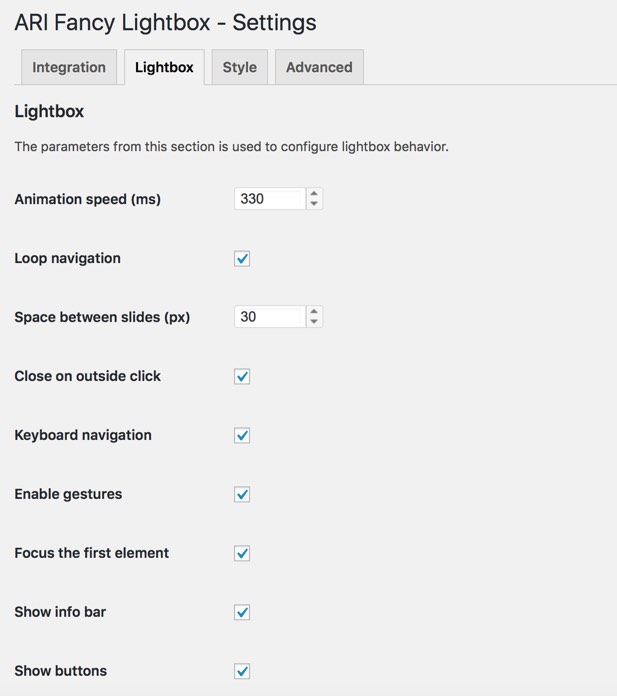 ARI Fancy Lightbox - Settings
Integration Lightbox Style Advanced
Lightbox
The parameters from this section is used to configure lightbox behavior.
Animation speed (ms) 330
Loop navigation
Space between slides (px) 30
Close on outside click
Keyboard navigation
Enable gestures
Focus the first element
Show info bar
Show buttons